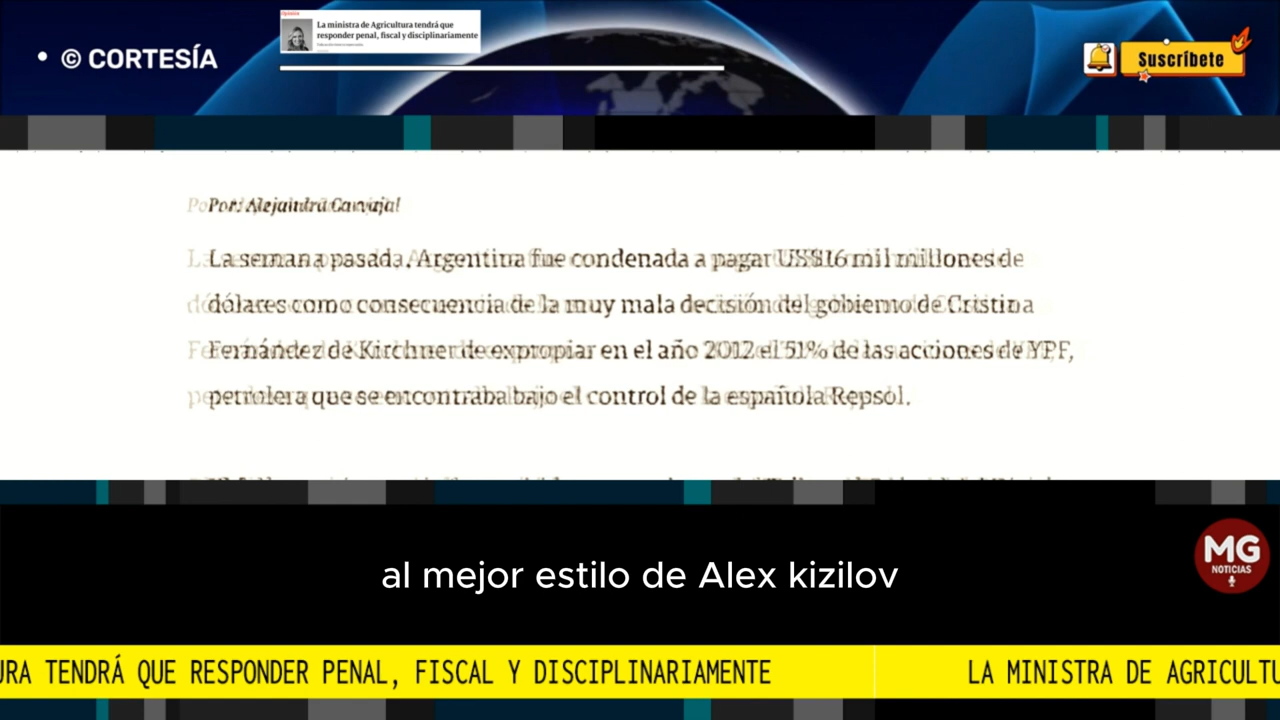 Opinión
La ministra de Agricultura tendrá que
responder penal, fiscal y disciplinariamente
• © CORTESÍA
Suscríbete
Por: Alejandra Carvajal
La semana pasada, Argentina fue condenada a pagar US$16 mil millones de
dólares como consecuencia de la muy mala decisión del gobierno de Cristina
Fernández de Kirchner de expropiar en el año 2012 el 51% de las acciones de YPF,
petrolera que se encontraba bajo el control de la española Repsol.
MG
NOTICIAS
al mejor estilo de Alex kizilov
URA TENDRÁ QUE RESPONDER PENAL, FISCAL Y DISCIPLINARIAMENTE LA MINISTRA DE AGRICULTU